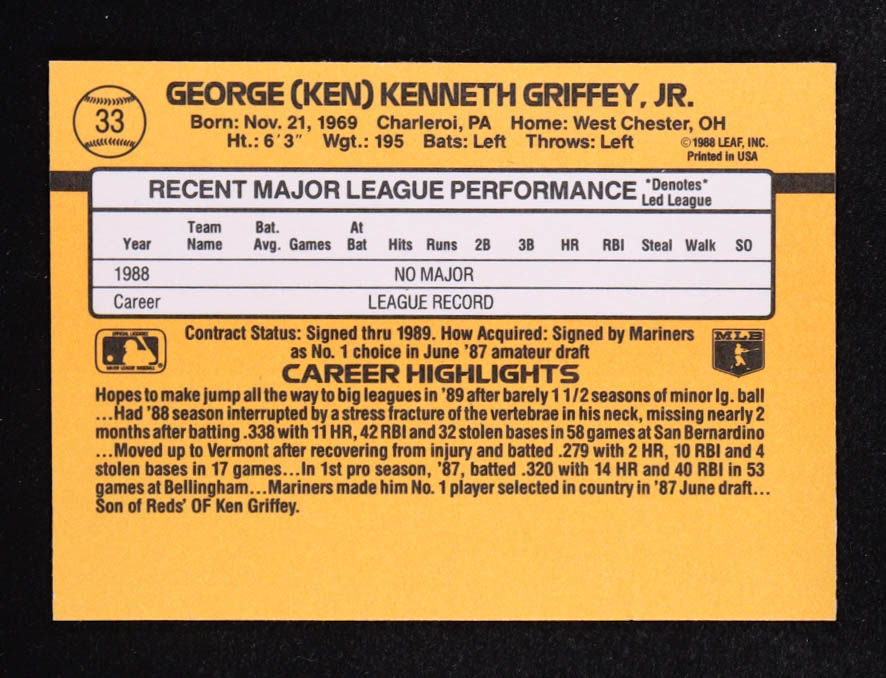 33
GEORGE (KEN) KENNETH GRIFFEY, JR.
Born: Nov. 21, 1969 Charleroi, PA Home: West Chester, OH
Ht.: 6' 3" Wgt.: 195 Bats: Left Throws: Left
©1988 LEAF, INC.
Printed in USA
RECENT MAJOR LEAGUE PERFORMANCE *Denotes* Led League
Year Team Name Bat. Avg. Games At Bat Hits Runs 2B 3B HR RBI Steal Walk SO
1988 NO MAJOR
Career LEAGUE RECORD
Contract Status: Signed thru 1989. How Acquired: Signed by Mariners
as No. 1 choice in June '87 amateur draft
MLB
CAREER HIGHLIGHTS
Hopes to make jump all the way to big leagues in '89 after barely 1 1/2 seasons of minor lg. ball
...Had '88 season interrupted by a stress fracture of the vertebrae in his neck, missing nearly 2
months after batting .338 with 11 HR, 42 RBI and 32 stolen bases in 58 games at San Bernardino
...Moved up to Vermont after recovering from injury and batted .279 with 2 HR, 10 RBI and 4
stolen bases in 17 games...In 1st pro season, '87, batted .320 with 14 HR and 40 RBI in 53
games at Bellingham...Mariners made him No. 1 player selected in country in '87 June draft...
Son of Reds' OF Ken Griffey.